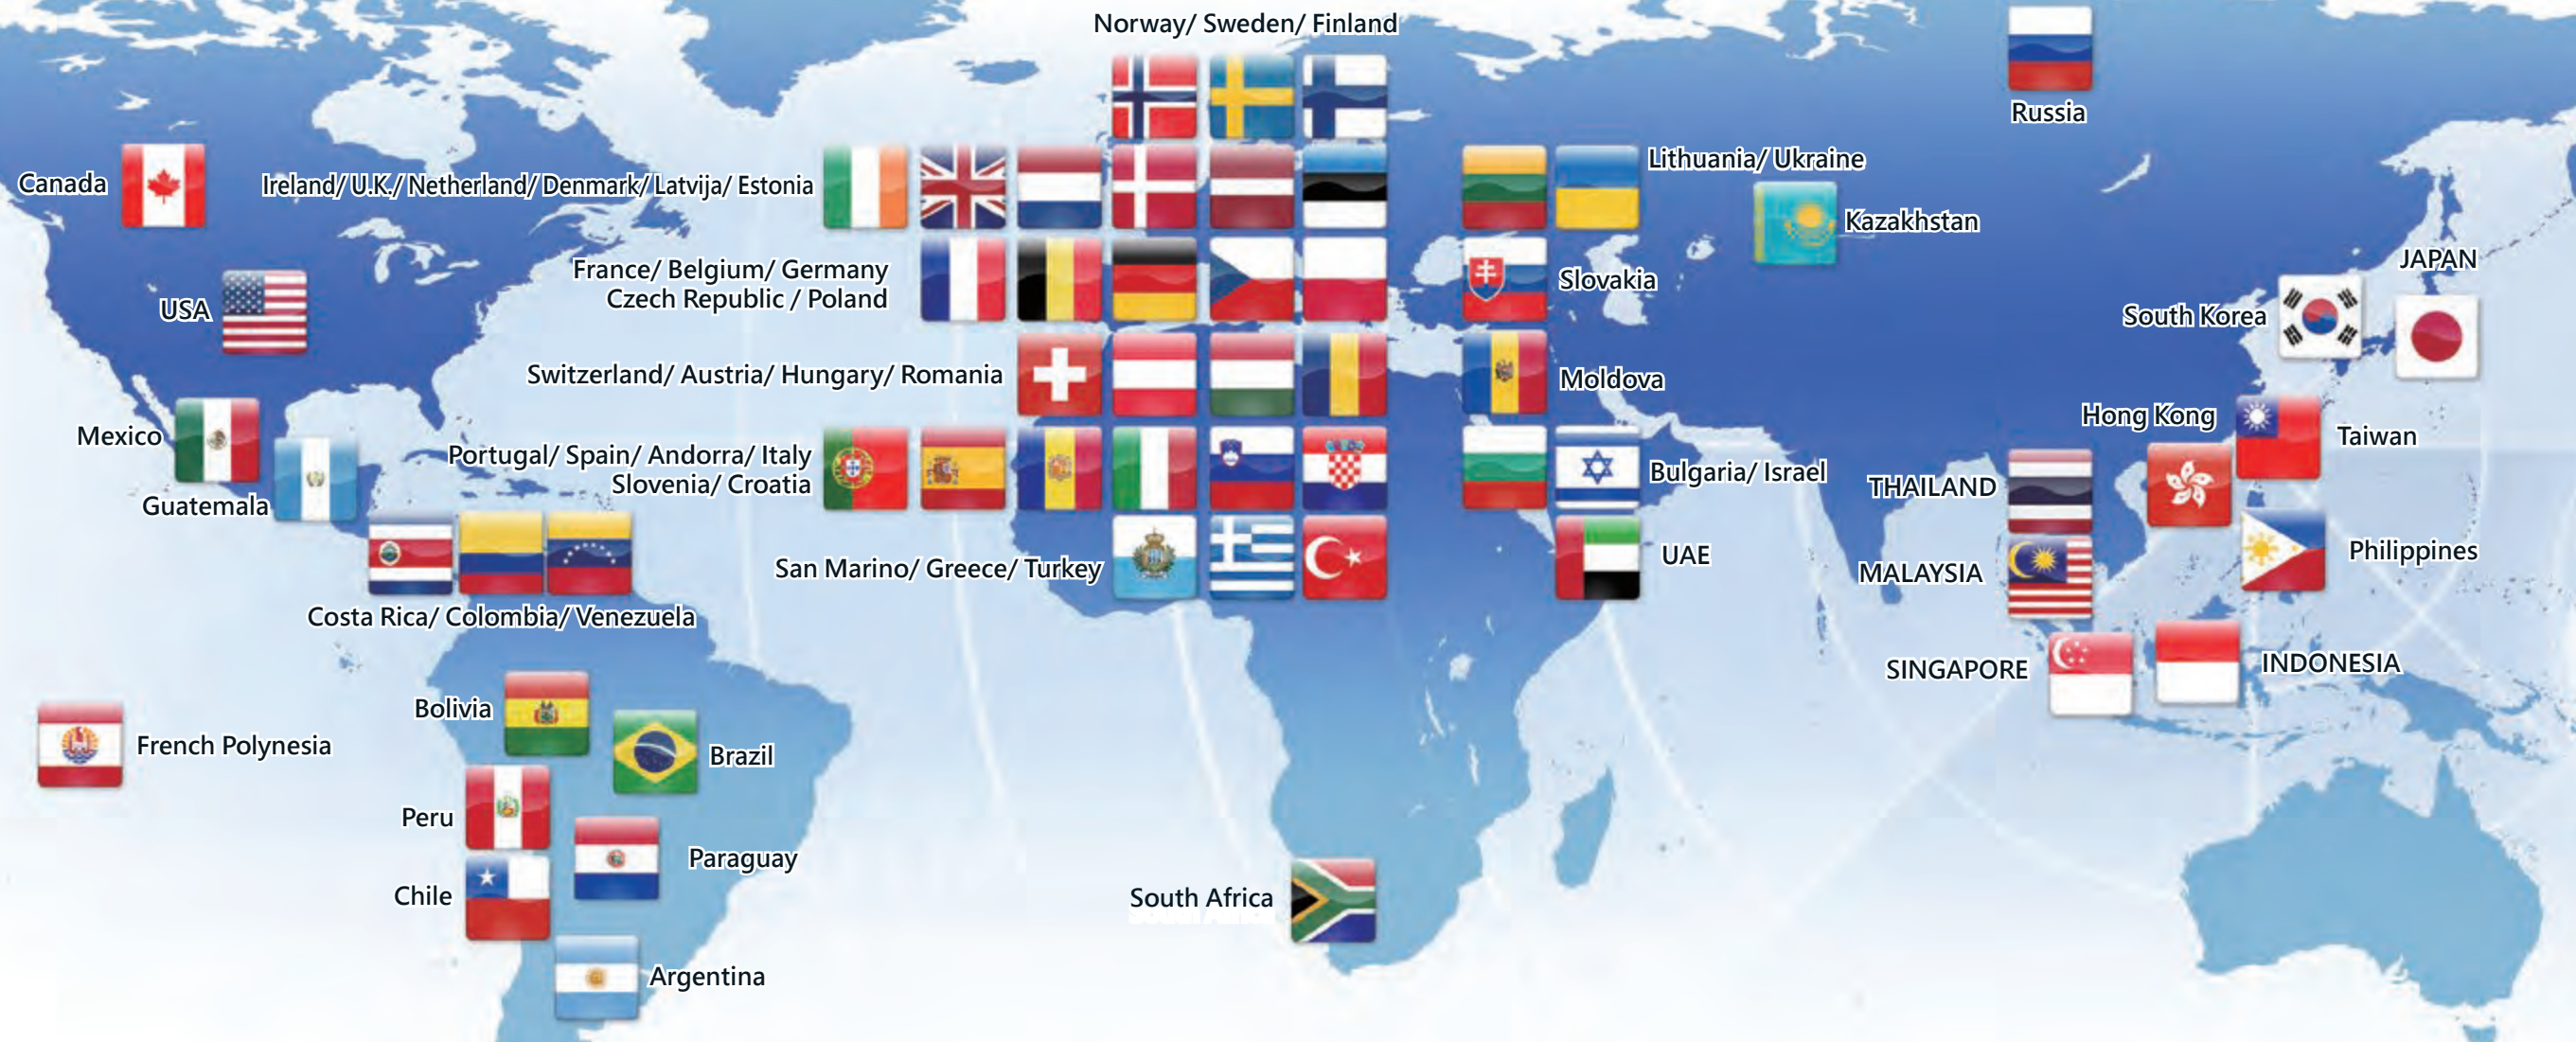 Norway/ Sweden/ Finland
Russia
Canada
Ireland/ U.K./ Netherland/ Denmark/ Latvija/ Estonia
Lithuania/ Ukraine
Kazakhstan
USA
France/ Belgium/ Germany
Czech Republic / Poland
Slovakia
JAPAN
South Korea
Switzerland/ Austria/ Hungary/ Romania
Moldova
Hong Kong
Taiwan
Mexico
Guatemala
Portugal/ Spain/ Andorra/ Italy
Slovenia/ Croatia
Bulgaria/ Israel
THAILAND
Philippines
San Marino/ Greece/ Turkey
UAE
MALAYSIA
Costa Rica/ Colombia/ Venezuela
SINGAPORE
INDONESIA
French Polynesia
Bolivia
Brazil
Peru
Paraguay
Chile
South Africa
Argentina